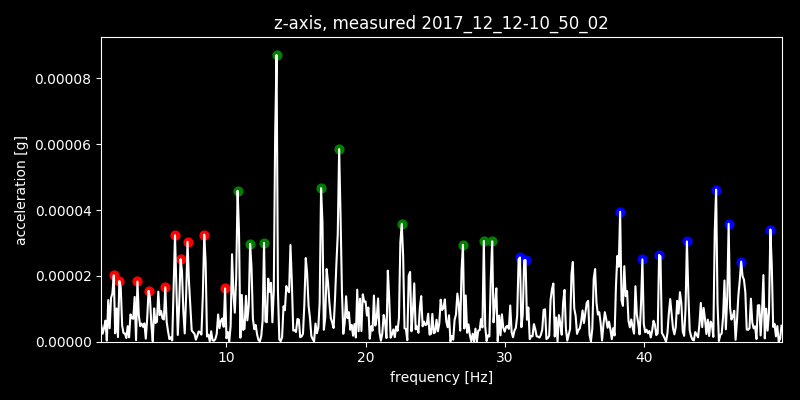 z-axis, measured 2017_12_12-10_50_02
0.00008
0.00006
0.00004
0.00002
0.00000
acceleration [g]
10 20 30 40
frequency [Hz]